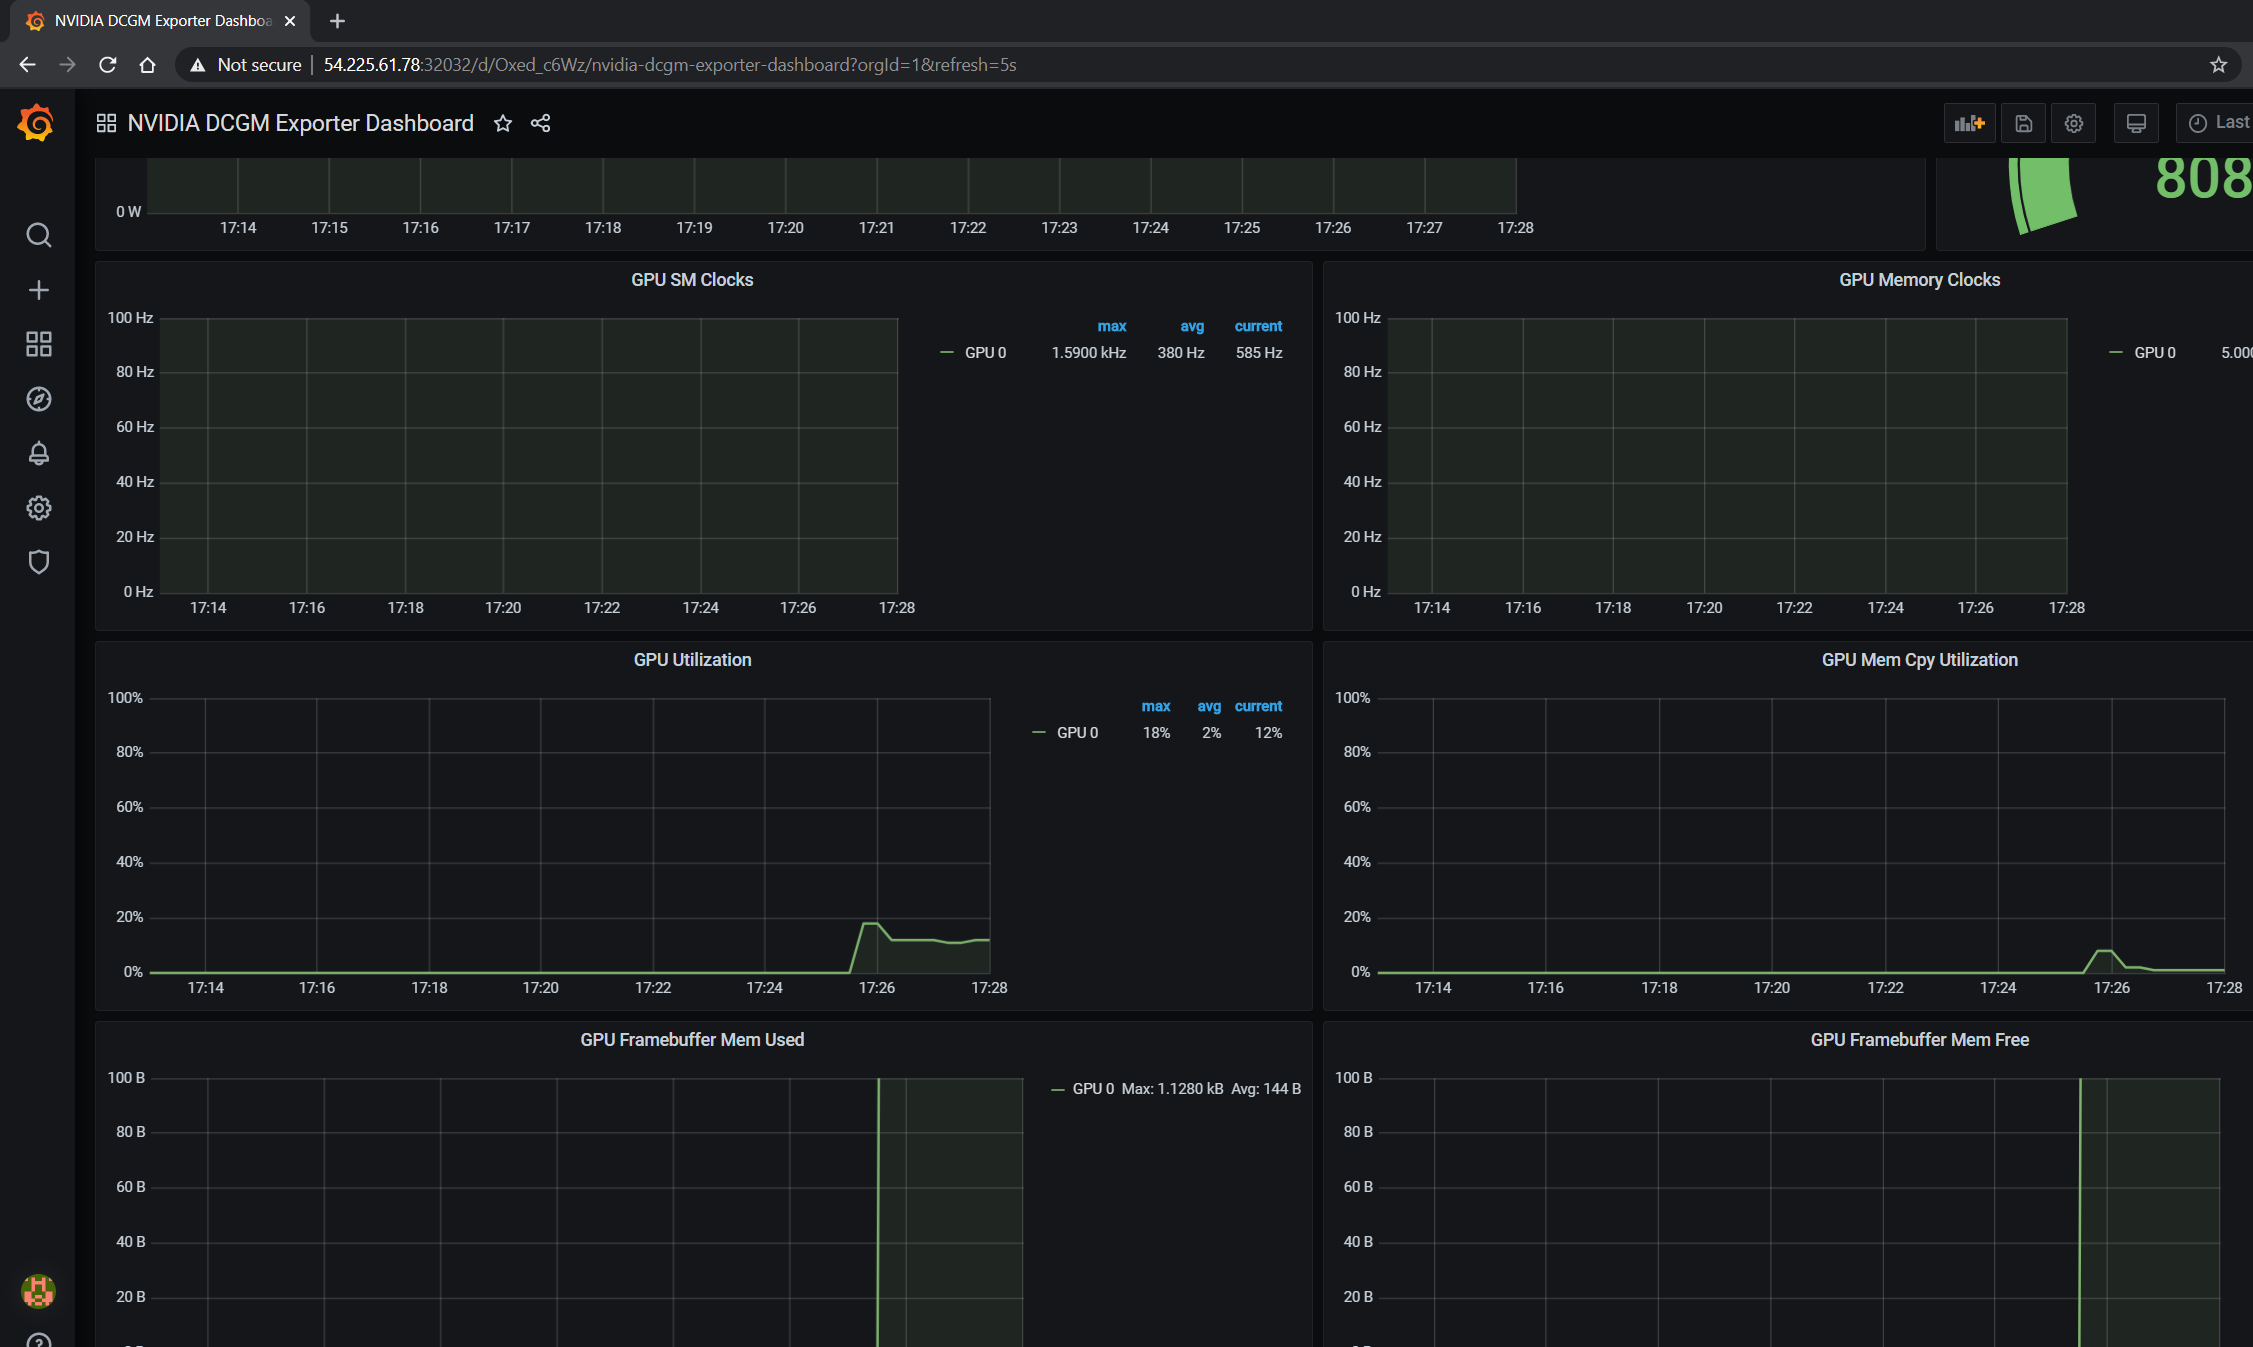 NVIDIA DCGM Exporter Dashboa
Not secure 54.225.61.78:32032/d/Oxed_c6Wz/nvidia-dcgm-exporter-dashboard?orgId=1&refresh=5s
NVIDIA DCGM Exporter Dashboard
Last
808
0 W
17:14 17:15 17:16 17:17 17:18 17:19 17:20 17:21 17:22 17:23 17:24 17:25 17:26 17:27 17:28
GPU SM Clocks
100 Hz
80 Hz
60 Hz
40 Hz
20 Hz
0 Hz
17:14 17:16 17:18 17:20 17:22 17:24 17:26 17:28
max avg current
GPU 0 1.5900 kHz 380 Hz 585 Hz
GPU Memory Clocks
100 Hz
80 Hz
60 Hz
40 Hz
20 Hz
0 Hz
17:14 17:16 17:18 17:20 17:22 17:24 17:26 17:28
GPU 0 5.000
GPU Utilization
100%
80%
60%
40%
20%
0%
17:14 17:16 17:18 17:20 17:22 17:24 17:26 17:28
max avg current
GPU 0 18% 2% 12%
GPU Mem Cpy Utilization
100%
80%
60%
40%
20%
0%
17:14 17:16 17:18 17:20 17:22 17:24 17:26 17:28
GPU Framebuffer Mem Used
100 B
80 B
60 B
40 B
20 B
GPU 0 Max: 1.1280 kB Avg: 144 B
GPU Framebuffer Mem Free
100 B
80 B
60 B
40 B
20 B